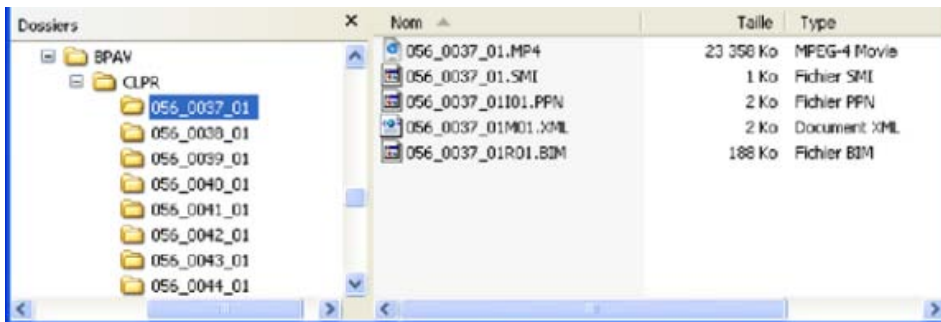 Dossiers
BPAV
CLPR
056_0037_01
056_0038_01
056_0039_01
056_0040_01
056_0041_01
056_0042_01
056_0043_01
056_0044_01
Nom Taille Type
056_0037_01.MP4 23 358 Ko MPEG-4 Movie
056_0037_01.SMI 1 Ko Fichier SMI
056_0037_01I01.PPN 2 Ko Fichier PPN
056_0037_01M01.XML 2 Ko Document XML
056_0037_01R01.BIM 188 Ko Fichier BIM